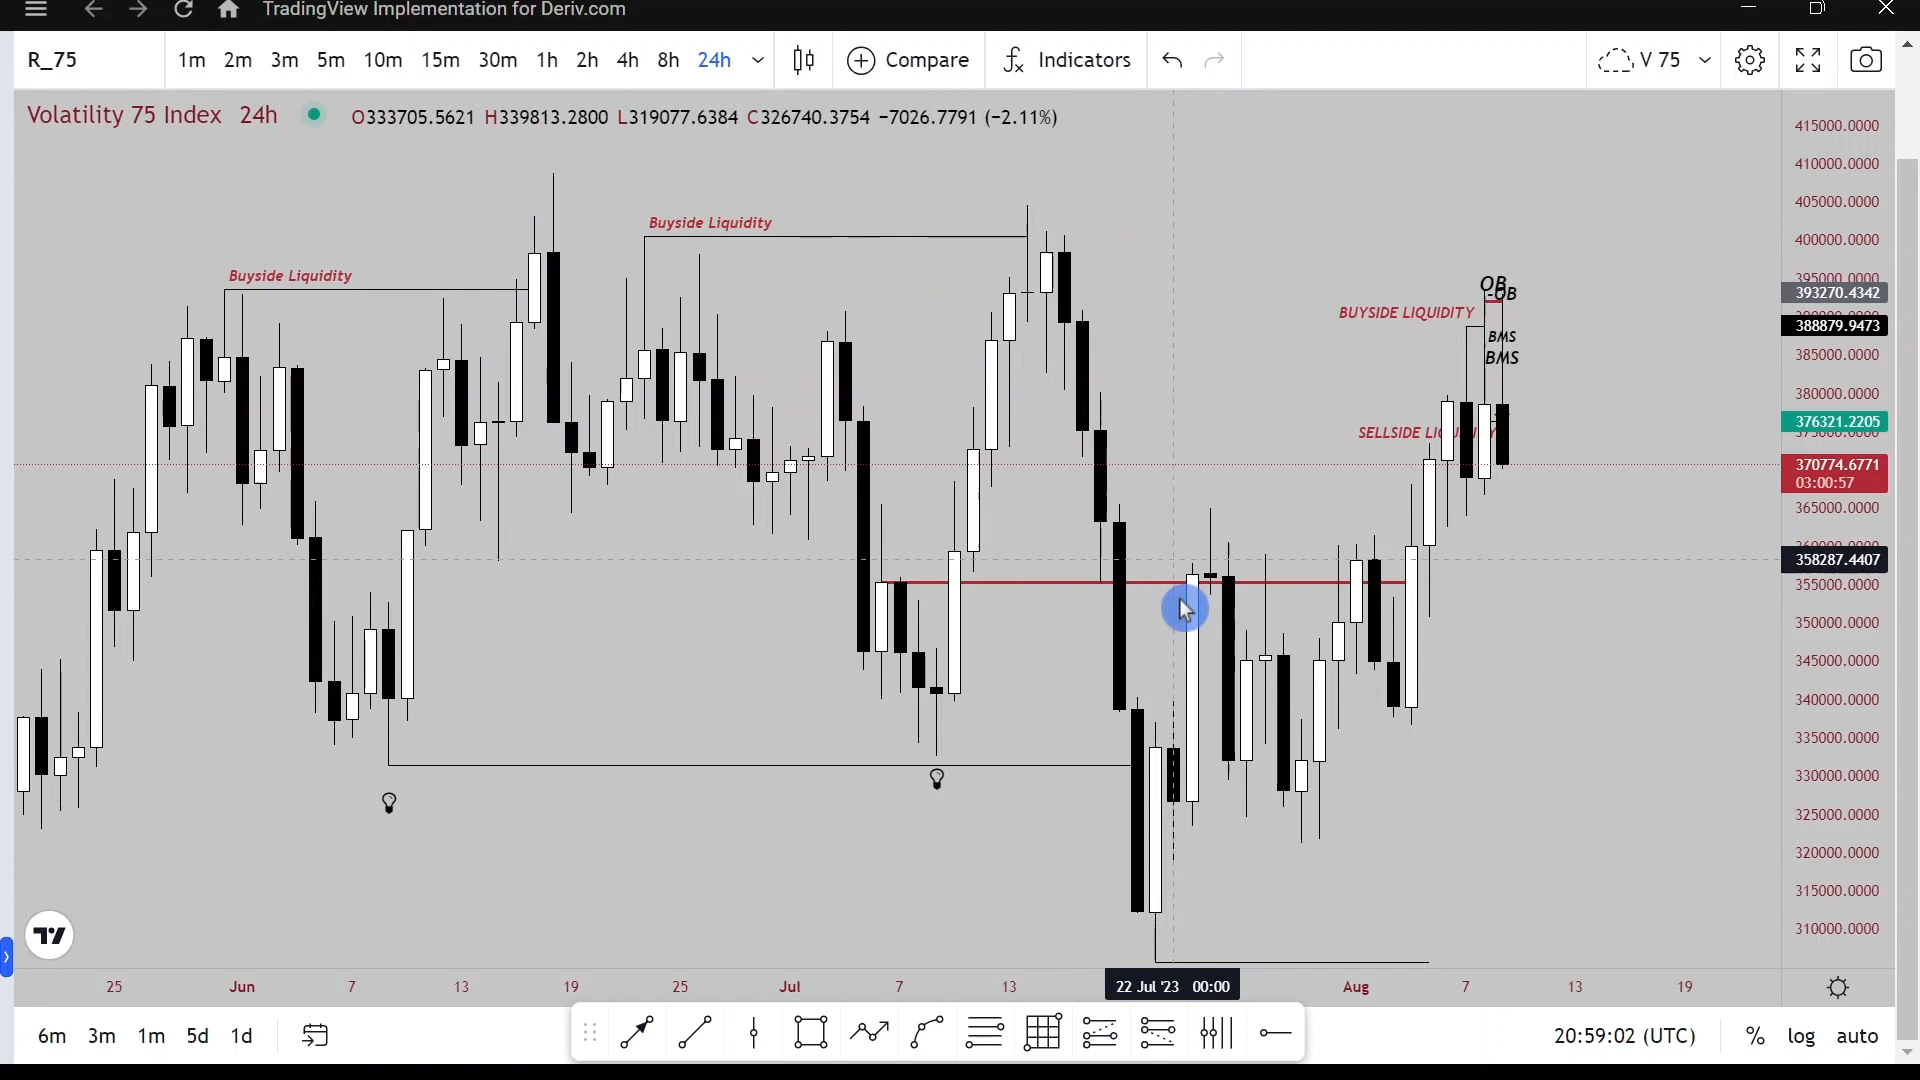 TradingView Implementation for Deriv.com
R_75 1m 2m 3m 5m 10m 15m 30m 1h 2h 4h 8h 24h Compare Indicators V 75
Volatility 75 Index 24h O333705.5621 H339813.2800 L319077.6384 C326740.3754 −7026.7791 (−2.11%)
415000.0000
410000.0000
405000.0000
Buyside Liquidity
400000.0000
Buyside Liquidity
395000.0000
OB
-OB
393270.4342
BUYSIDE LIQUIDITY
388879.9473
BMS
BMS
385000.0000
380000.0000
376321.2205
SELLSIDE
370774.6771
03:00:57
365000.0000
358287.4407
355000.0000
350000.0000
345000.0000
340000.0000
335000.0000
330000.0000
325000.0000
320000.0000
315000.0000
310000.0000
25 Jun 7 13 19 25 Jul 7 13 22 Jul '23 00:00 Aug 7 13 19
6m 3m 1m 5d 1d 20:59:02 (UTC) % log auto